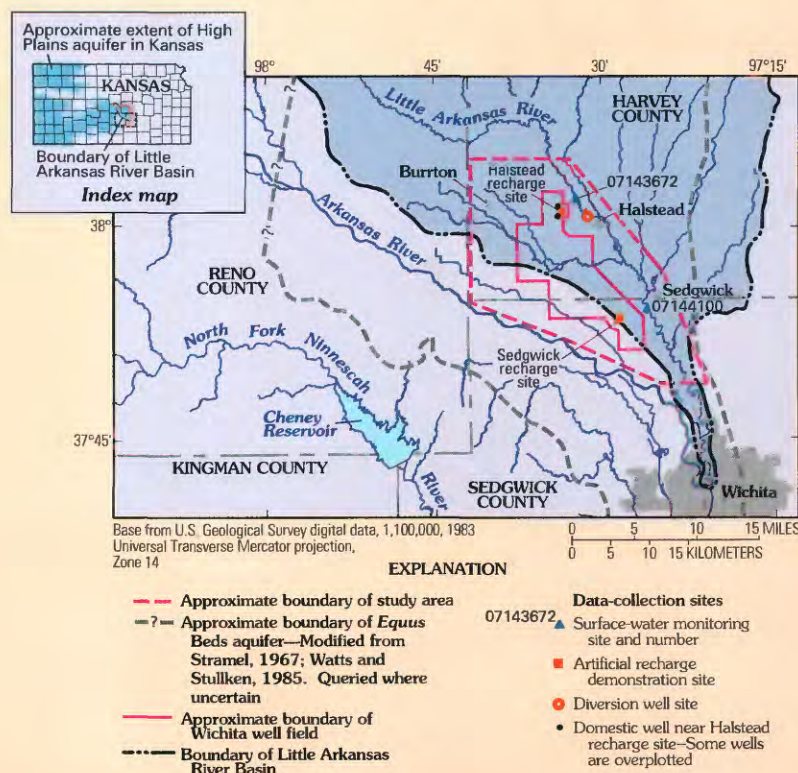 Approximate extent of High
Plains aquifer in Kansas
KANSAS
Boundary of Little
Arkansas River Basin
Index map
98°
45'
30'
97°15'
38°
37°45'
Little Arkansas River
HARVEY
COUNTY
Burrton
Halstead
recharge
site
07143672
Halstead
?
?
Arkansas
River
RENO
COUNTY
Sedgwick
07144100
North Fork
Ninnescah
Sedgwick
recharge
site
Cheney
Reservoir
KINGMAN COUNTY
River
SEDGWICK
COUNTY
Wichita
Base from U.S. Geological Survey digital data, 1,100,000, 1983
Universal Transverse Mercator projection,
Zone 14
0 5 10 15 MILES
0 5 10 15 KILOMETERS
EXPLANATION
Approximate boundary of study area
? Approximate boundary of Equus
Beds aquifer—Modified from
Stramel, 1967; Watts and
Stullken, 1985. Queried where
uncertain
Approximate boundary of
Wichita well field
Boundary of Little Arkansas
River Basin
Data-collection sites
07143672 Surface-water monitoring
site and number
Artificial recharge
demonstration site
Diversion well site
Domestic well near Halstead
recharge site—Some wells
are overplotted